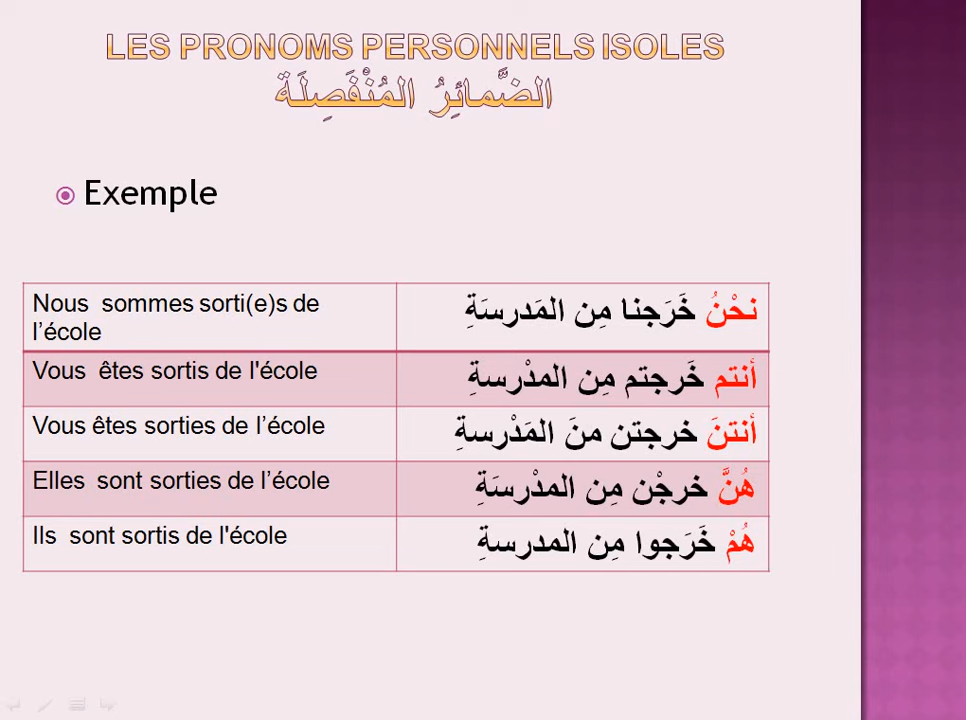 LES PRONOMS PERSONNELS ISOLES
الضَّمائِرُ المُنْفَصِلَة
Exemple
Nous sommes sorti(e)s de
l’école
نحْنُ خَرَجنا مِن المَدرسَةِ
Vous êtes sortis de l'école
أنتم خَرجتم مِن المدْرسةِ
Vous êtes sorties de l’école
أنتنَ خرجتن منَ المَدْرسةِ
Elles sont sorties de l’école
هُنَّ خرجْن مِن المدْرسَةِ
Ils sont sortis de l'école
هُمْ خَرَجوا مِن المدرسةِ